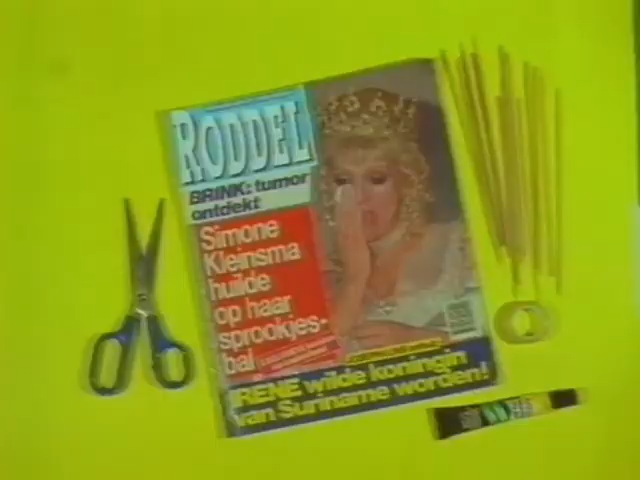 RODDEL
BRINK: tumor
ontdekt
Simone
Kleinsma
huilde
op haar
sprookjes-
bal
IRENE wilde koningin
van Suriname worden!